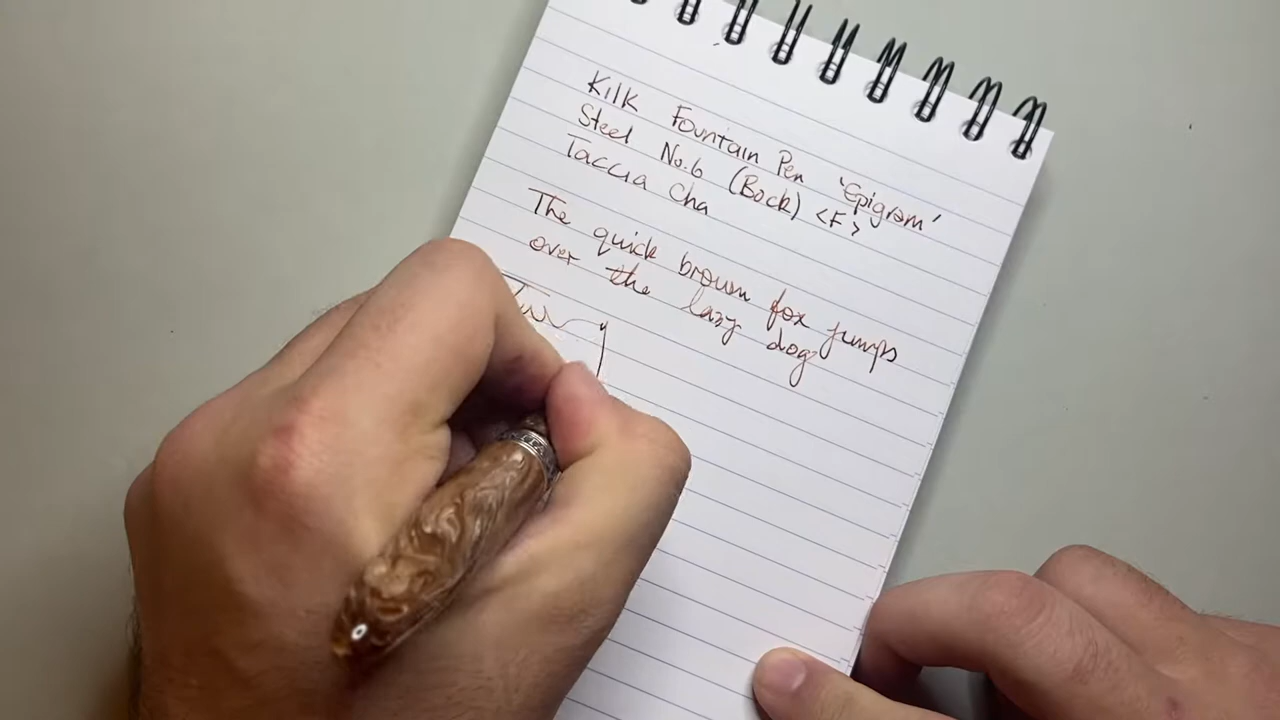 Kilk Fountain Pen 'Epigram'
Steel No.6 (Bock) <F>
Taccia Cha
The quick brown fox jumps
over the lazy dog